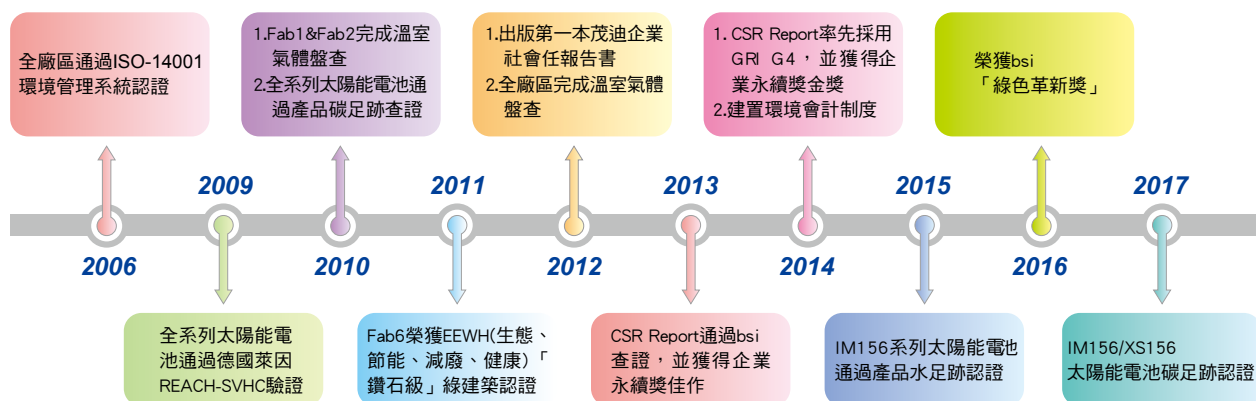 全廠區通過ISO-14001
環境管理系統認證
1.Fab1&Fab2完成溫室
氣體盤查
2.全系列太陽能電池通
過產品碳足跡查證
1.出版第一本茂迪企業
社會任報告書
2.全廠區完成溫室氣體
盤查
1. CSR Report率先採用
GRI G4，並獲得企
業永續獎金獎
2.建置環境會計制度
榮獲bsi
「綠色革新獎」
2009
2011
2013
2015
2017
2006
2010
2012
2014
2016
全系列太陽能電
池通過德國萊因
REACH-SVHC驗證
Fab6榮獲EEWH(生態、
節能、減廢、健康)「
鑽石級」綠建築認證
CSR Report通過bsi
查證，並獲得企業
永續獎佳作
IM156系列太陽能電池
通過產品水足跡認證
IM156/XS156
太陽能電池碳足跡認證